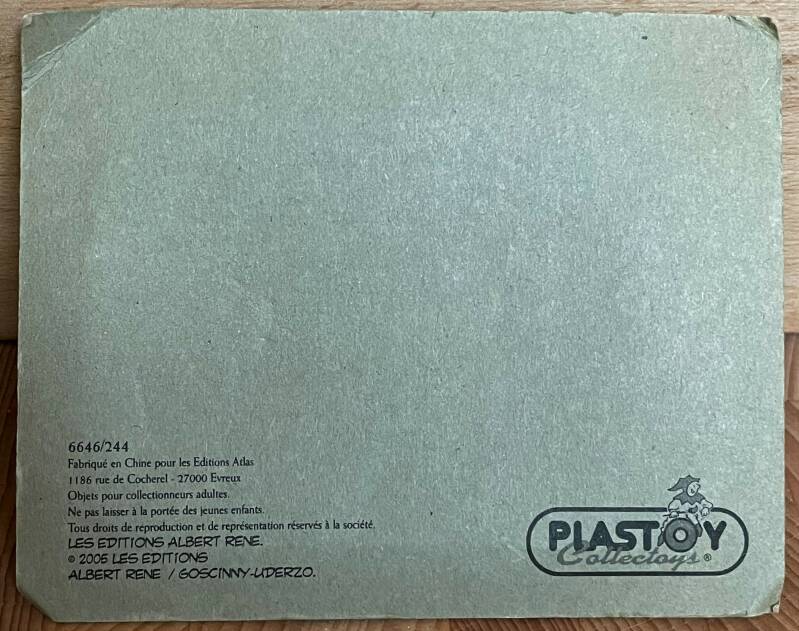 6646/244
Fabriqué en Chine pour les Editions Atlas
1186 rue de Cocherel - 27000 Evreux
Objets pour collectionneurs adultes.
Ne pas laisser à la portée des jeunes enfants.
Tous droits de reproduction et de représentation réservés à la société.
LES EDITIONS ALBERT RENE.
© 2005 LES EDITIONS
ALBERT RENE / GOSCINNY-UDERZO.
PLASTOY
Collectoys®